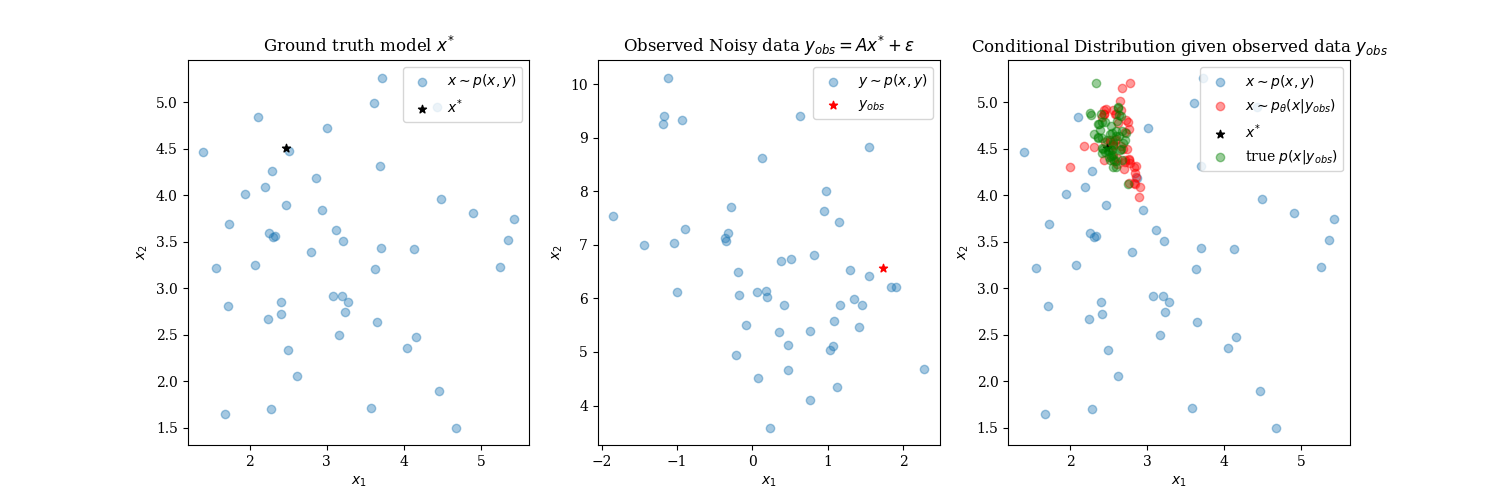 Ground truth model x*
x ~ p(x, y)
x*
5.0
4.5
4.0
3.5
3.0
2.5
2.0
1.5
x₂
2
3
4
5
x₁
Observed Noisy data y_obs = Ax* + ε
y ~ p(x, y)
y_obs
10
9
8
7
6
5
4
x₂
−2
−1
0
1
2
x₁
Conditional Distribution given observed data y_obs
x ~ p(x, y)
x ~ p_θ(x|y_obs)
x*
true p(x|y_obs)
5.0
4.5
4.0
3.5
3.0
2.5
2.0
1.5
x₂
2
3
4
5
x₁